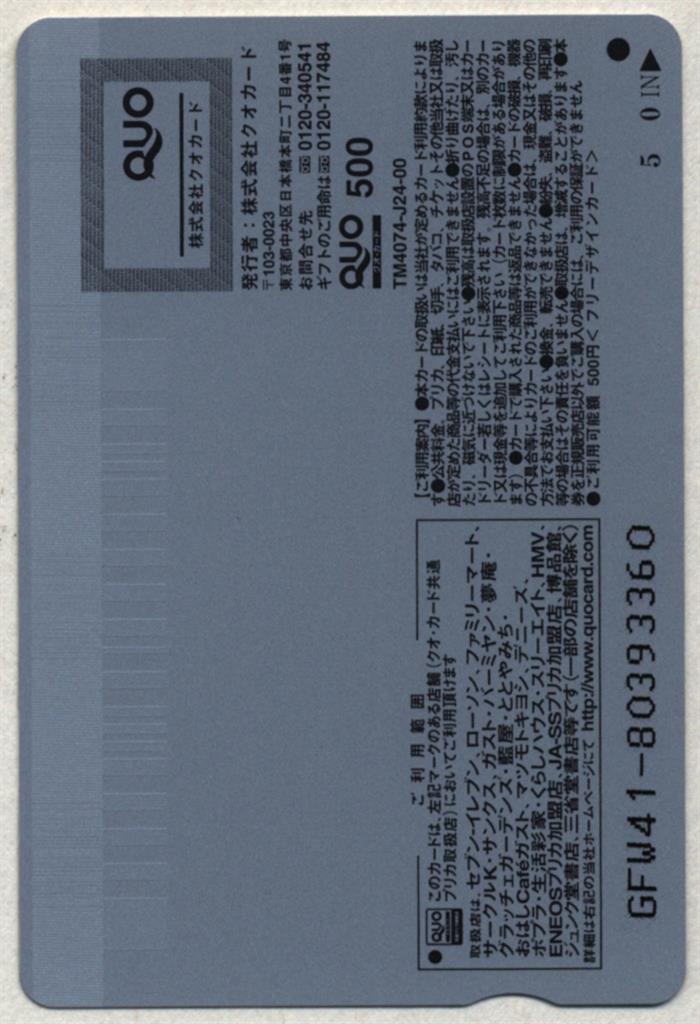 QUO
株式会社クオカード
発行者：株式会社クオカード
〒103-0023
東京都中央区日本橋本町二丁目4番1号
お問合せ先 0120-340541
ギフトのご用命は 0120-117484
QUO 500
クオ・カード
TM4074-J24-00
【ご利用案内】●本カードの取扱いは当社が定めるカード利用約款によりま
す●公共料金、プリカ、印紙、切手、タバコ、チケットその他当社又は取扱
店が定めた商品等の代金支払いにはご利用できません●折り曲げたり、汚し
たり、磁気に近づけないで下さい●残高は取扱店設置のPOS端末又はカー
ドリーダー若しくはレシートに表示されます。残高不足の場合は、別のカー
ド又は現金等を追加してご利用下さい（カード枚数に制限がある場合があり
ます）●カードで購入された商品等は返品できません●カードの破損、機器
の不具合等によりカードのご利用ができなかった場合は、現金又はその他の
方法でお支払い下さい●換金、転売できません●紛失、盗難、破損、再印刷
等の場合はその責任を負いません●取扱店は、増減することがあります●本
券を正規販売店以外でご購入の場合には、ご利用の保証ができません
●ご利用可能額 500円＜フリーデザインカード＞
5 0 IN▶
ご利用範囲
● QUO このカードは、左記マークのある店舗（クオ・カード共通
プリカ取扱店）においてご利用頂けます
取扱店は、セブン-イレブン、ローソン、ファミリーマート、
サークルK・サンクス、ガスト・バーミヤン・夢庵・
グラッチェガーデンズ・藍屋・ととやみち・
おはしCaféガスト、マツモトキヨシ、デニーズ、
ポプラ・生活彩家・くらしハウス・スリーエイト、HMV、
ENEOSプリカ加盟店、JA-SSプリカ加盟店、博品館、
ジュンク堂書店、三省堂書店等です（一部の店舗を除く）
詳細は右記の当社ホームページにて http://www.quocard.com
GFW41-80393360